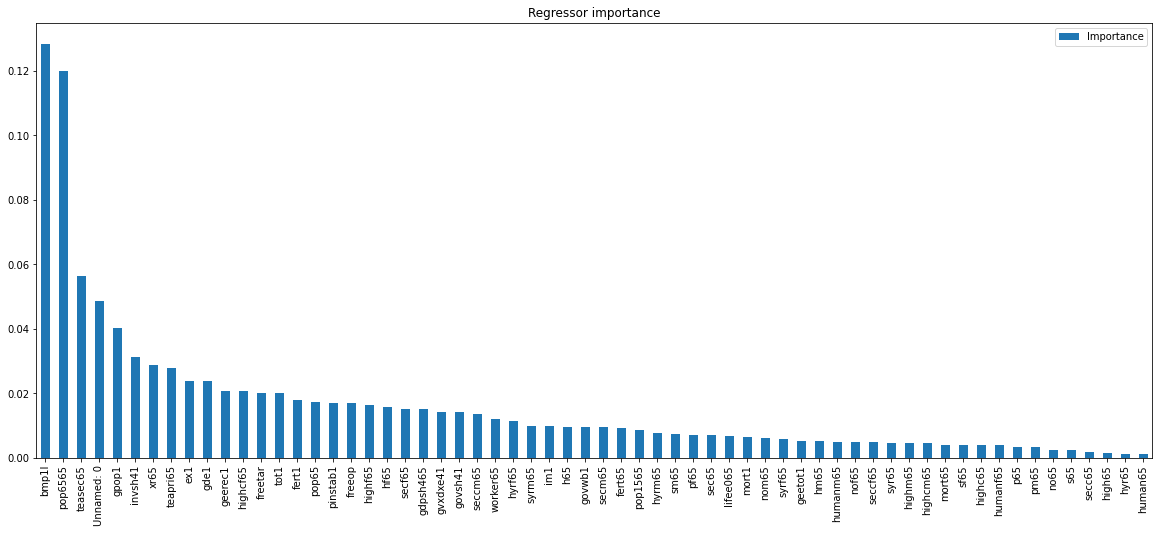 Regressor importance
Importance
0.12
0.10
0.08
0.06
0.04
0.02
0.00
bmp1l
pop6565
teasec65
Unnamed: 0
gpop1
invsh41
xr65
teapri65
ex1
gde1
geerec1
highcf65
freetar
tot1
fert1
pop65
pinstab1
freeop
highf65
hf65
secf65
gdpsh465
gvxdxe41
govsh41
seccm65
worker65
hyrf65
syrm65
im1
h65
govwb1
secm65
fert65
pop1565
hyrm65
sm65
pf65
sec65
lifee065
mort1
nom65
syrf65
geetot1
hm65
humanm65
nof65
seccf65
syr65
highm65
highcm65
mort65
sf65
highc65
humanf65
p65
pm65
no65
s65
secc65
high65
hyr65
human65